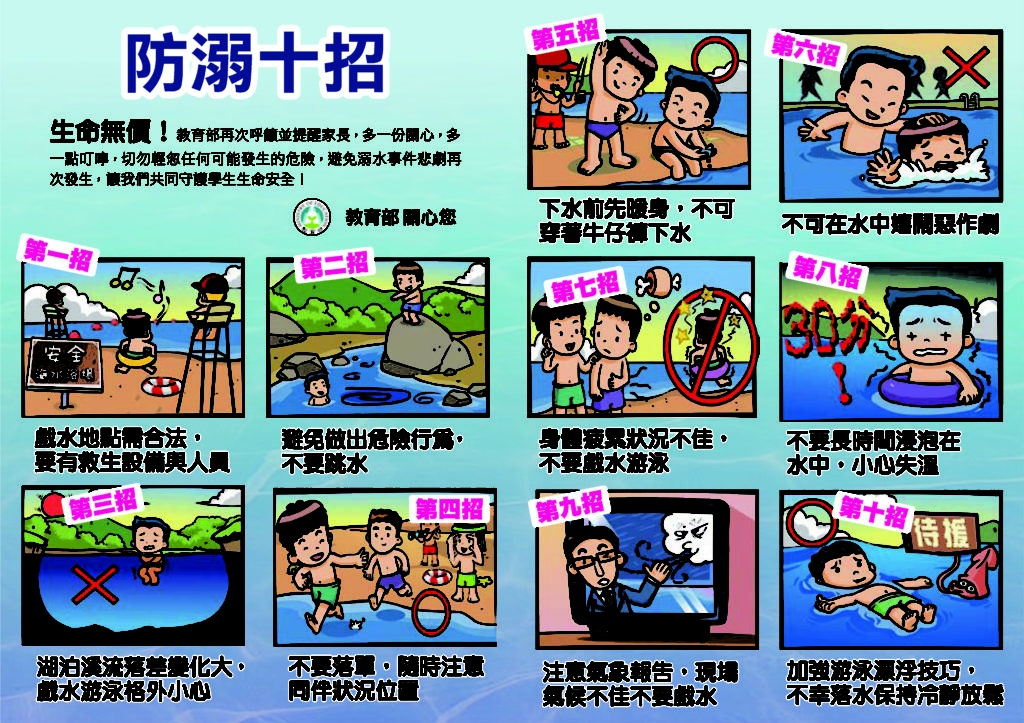 防溺十招
生命無價！教育部再次呼籲並提醒家長，多一份關心，多
一點叮嚀，切勿輕忽任何可能發生的危險，避免溺水事件悲劇再
次發生，讓我們共同守護學生生命安全！
教育部 關心您
第一招
安全
戲水浴場
戲水地點需合法，
要有救生設備與人員
第二招
避免做出危險行為，
不要跳水
第三招
湖泊溪流落差變化大，
戲水游泳格外小心
第四招
不要落單，隨時注意
同伴狀況位置
第五招
下水前先暖身，不可
穿著牛仔褲下水
第六招
不可在水中嬉鬧惡作劇
第七招
身體疲累狀況不佳，
不要戲水游泳
第八招
30分
！
不要長時間浸泡在
水中，小心失溫
第九招
注意氣象報告，現場
氣候不佳不要戲水
第十招
待援
加強游泳漂浮技巧，
不幸落水保持冷靜放鬆